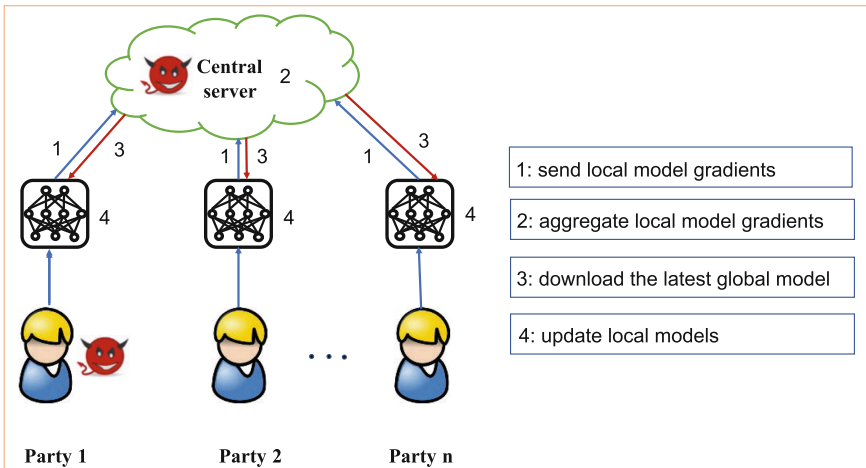 Central
server
2
1
3
1
3
1
3
4
4
4
1: send local model gradients
2: aggregate local model gradients
3: download the latest global model
4: update local models
Party 1
Party 2
Party n